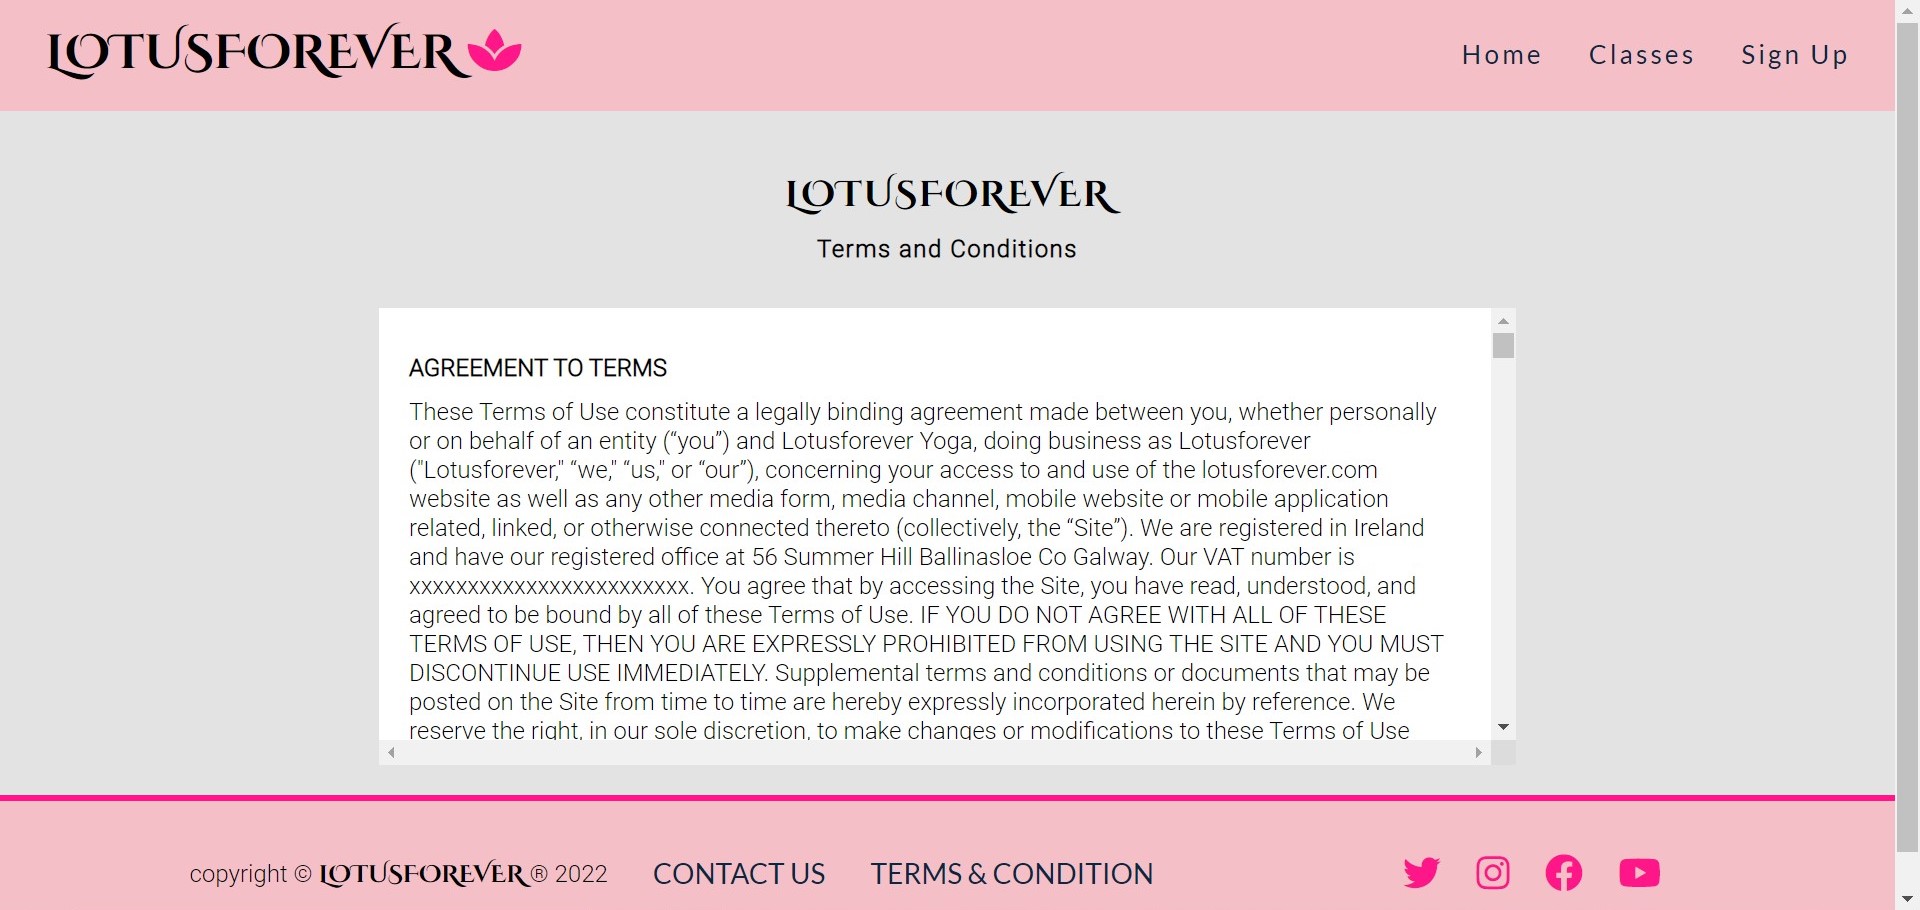 LOTUSFOREVER
Home Classes Sign Up
LOTUSFOREVER
Terms and Conditions
AGREEMENT TO TERMS
These Terms of Use constitute a legally binding agreement made between you, whether personally
or on behalf of an entity (“you”) and Lotusforever Yoga, doing business as Lotusforever
("Lotusforever," “we," “us," or “our”), concerning your access to and use of the lotusforever.com
website as well as any other media form, media channel, mobile website or mobile application
related, linked, or otherwise connected thereto (collectively, the “Site”). We are registered in Ireland
and have our registered office at 56 Summer Hill Ballinasloe Co Galway. Our VAT number is
xxxxxxxxxxxxxxxxxxxxxxxx. You agree that by accessing the Site, you have read, understood, and
agreed to be bound by all of these Terms of Use. IF YOU DO NOT AGREE WITH ALL OF THESE
TERMS OF USE, THEN YOU ARE EXPRESSLY PROHIBITED FROM USING THE SITE AND YOU MUST
DISCONTINUE USE IMMEDIATELY. Supplemental terms and conditions or documents that may be
posted on the Site from time to time are hereby expressly incorporated herein by reference. We
reserve the right, in our sole discretion, to make changes or modifications to these Terms of Use
copyright © LOTUSFOREVER ® 2022 CONTACT US TERMS & CONDITION